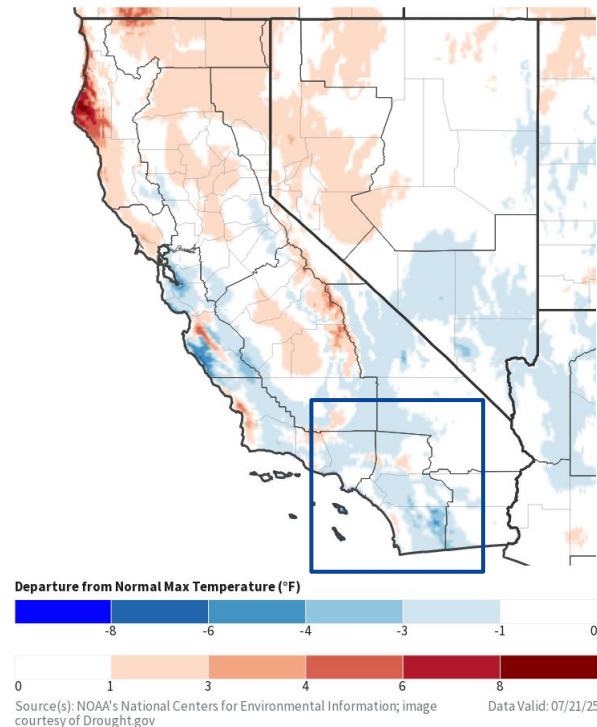 Departure from Normal Max Temperature (°F)
-8 -6 -4 -3 -1 0
0 1 3 4 6 8
Source(s): NOAA's National Centers for Environmental Information; image Data Valid: 07/21/25
courtesy of Drought.gov